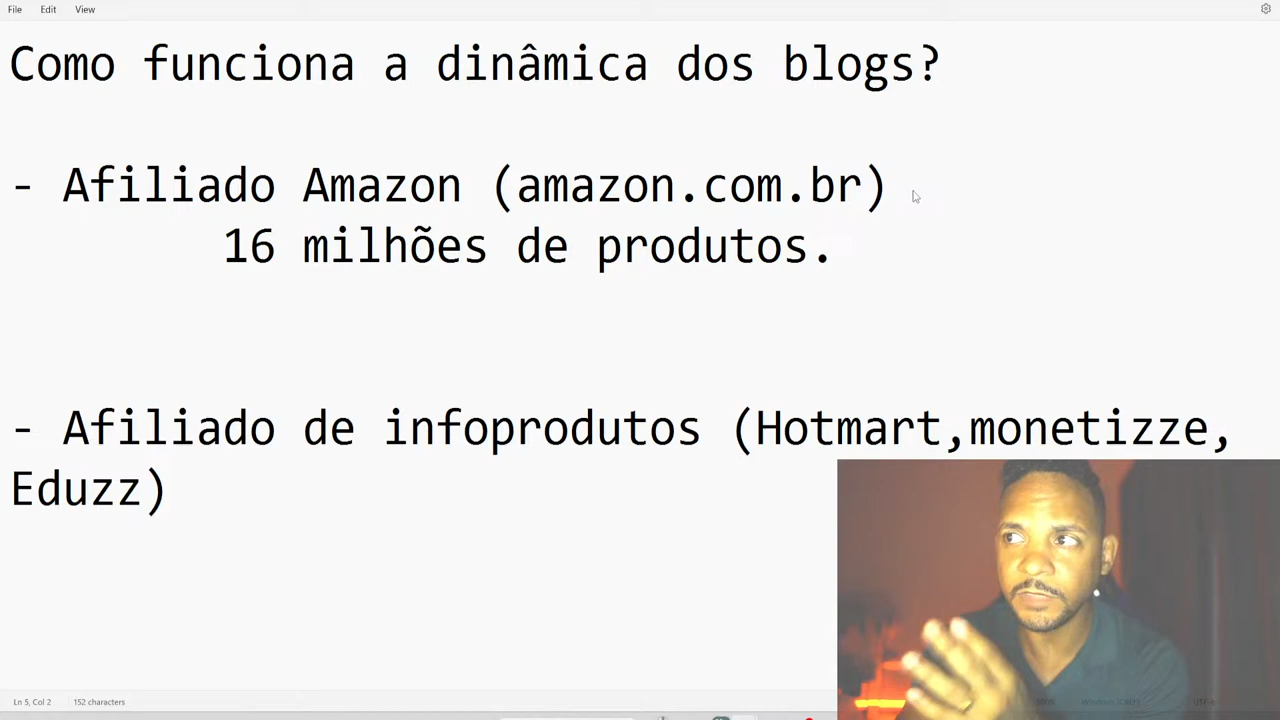 File Edit View
Como funciona a dinâmica dos blogs?
- Afiliado Amazon (amazon.com.br)
16 milhões de produtos.
- Afiliado de infoprodutos (Hotmart,monetizze,
Eduzz)
Ln 5, Col 2 152 characters